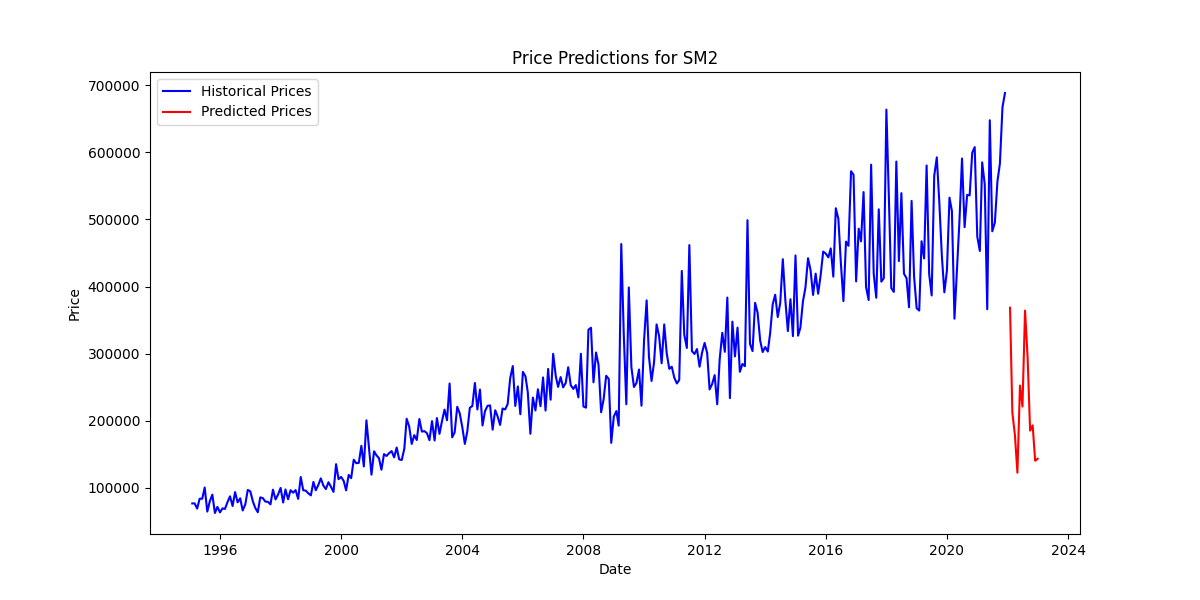 Price Predictions for SM2
Historical Prices
Predicted Prices
700000
600000
500000
400000
300000
200000
100000
Price
1996 2000 2004 2008 2012 2016 2020 2024
Date